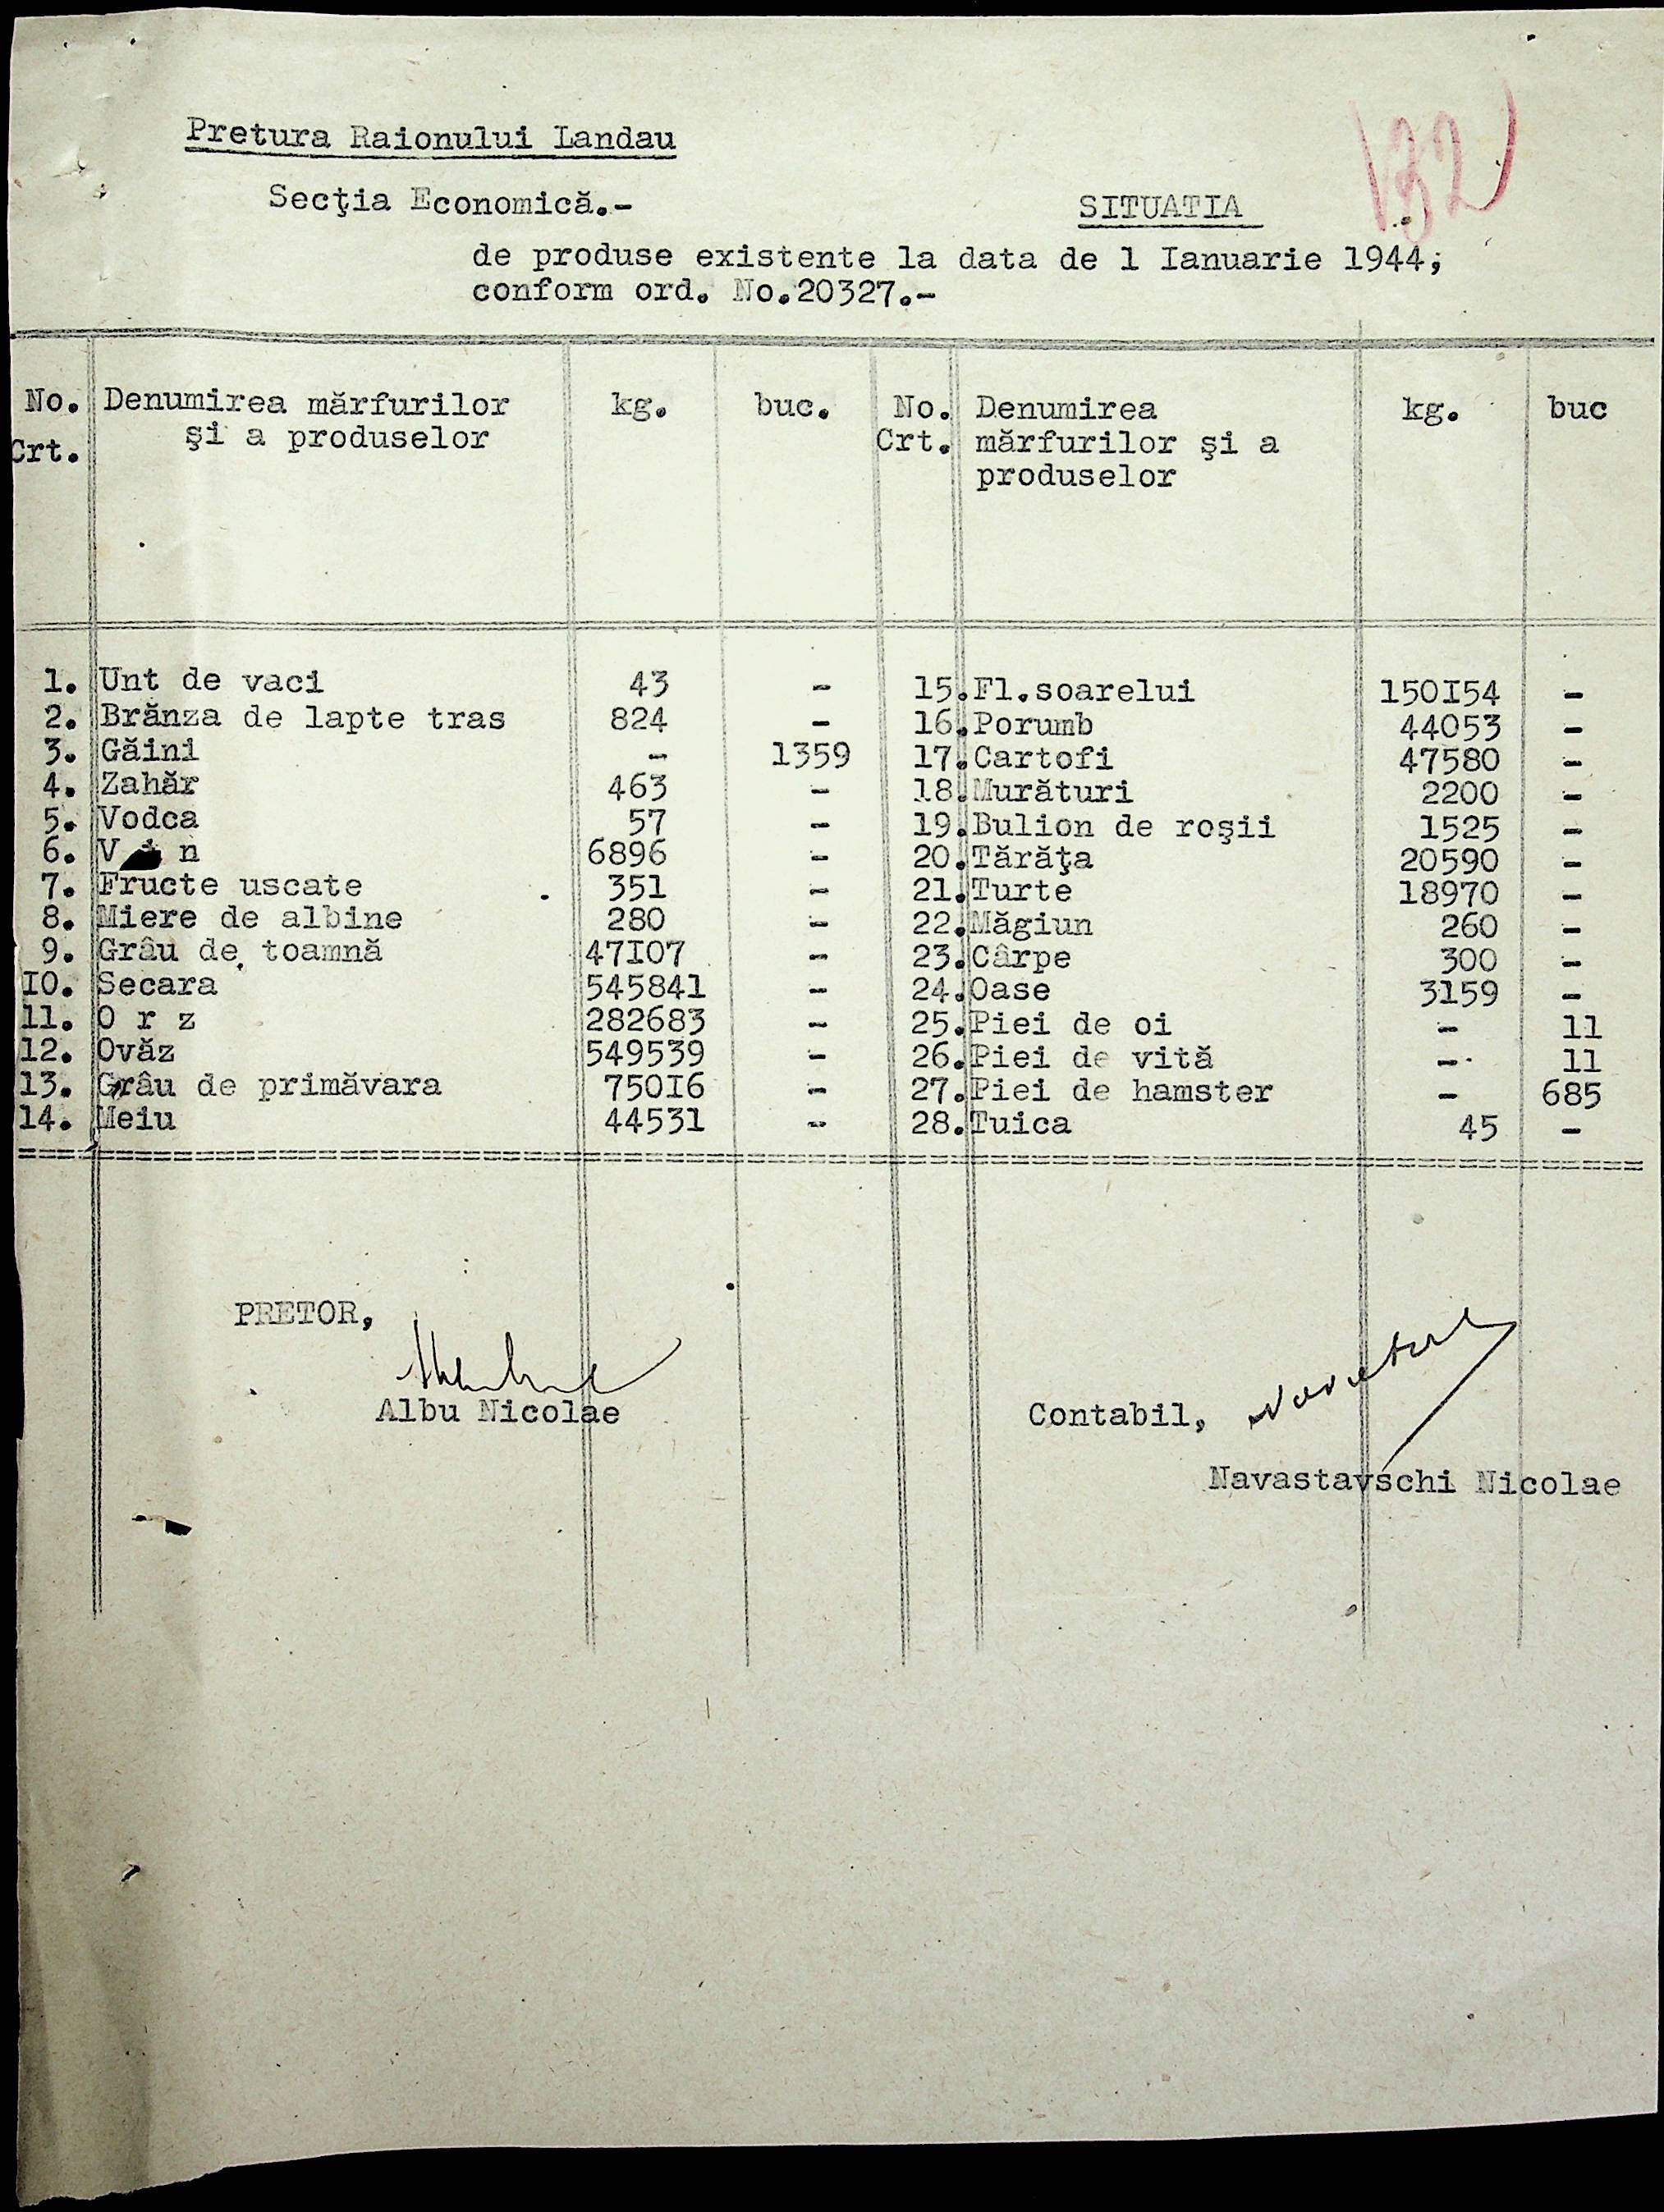 132
Pretura Raionului Landau
Secţia Economică.-
SITUATIA
de produse existente la data de 1 Ianuarie 1944;
conform ord. No.20327.-
No. Crt. Denumirea mărfurilor şi a produselor kg. buc. No. Crt. Denumirea mărfurilor şi a produselor kg. buc
1. Unt de vaci 43 - 15. Fl.soarelui 150I54 -
2. Brănza de lapte tras 824 - 16. Porumb 44053 -
3. Găini - 1359 17. Cartofi 47580 -
4. Zahăr 463 - 18. Murături 2200 -
5. Vodca 57 - 19. Bulion de roşii 1525 -
6. V i n 6896 - 20. Tărăţa 20590 -
7. Fructe uscate 351 - 21. Turte 18970 -
8. Miere de albine 280 - 22. Măgiun 260 -
9. Grâu de toamnă 47I07 - 23. Cârpe 300 -
I0. Secara 545841 - 24. Oase 3159 -
11. O r z 282683 - 25. Piei de oi - 11
12. Ovăz 549539 - 26. Piei de vită - 11
13. Grâu de primăvara 750I6 - 27. Piei de hamster - 685
14. Meiu 44531 - 28. Tuica 45 -
PRETOR,
Albu Nicolae
Contabil,
Navastavschi Nicolae